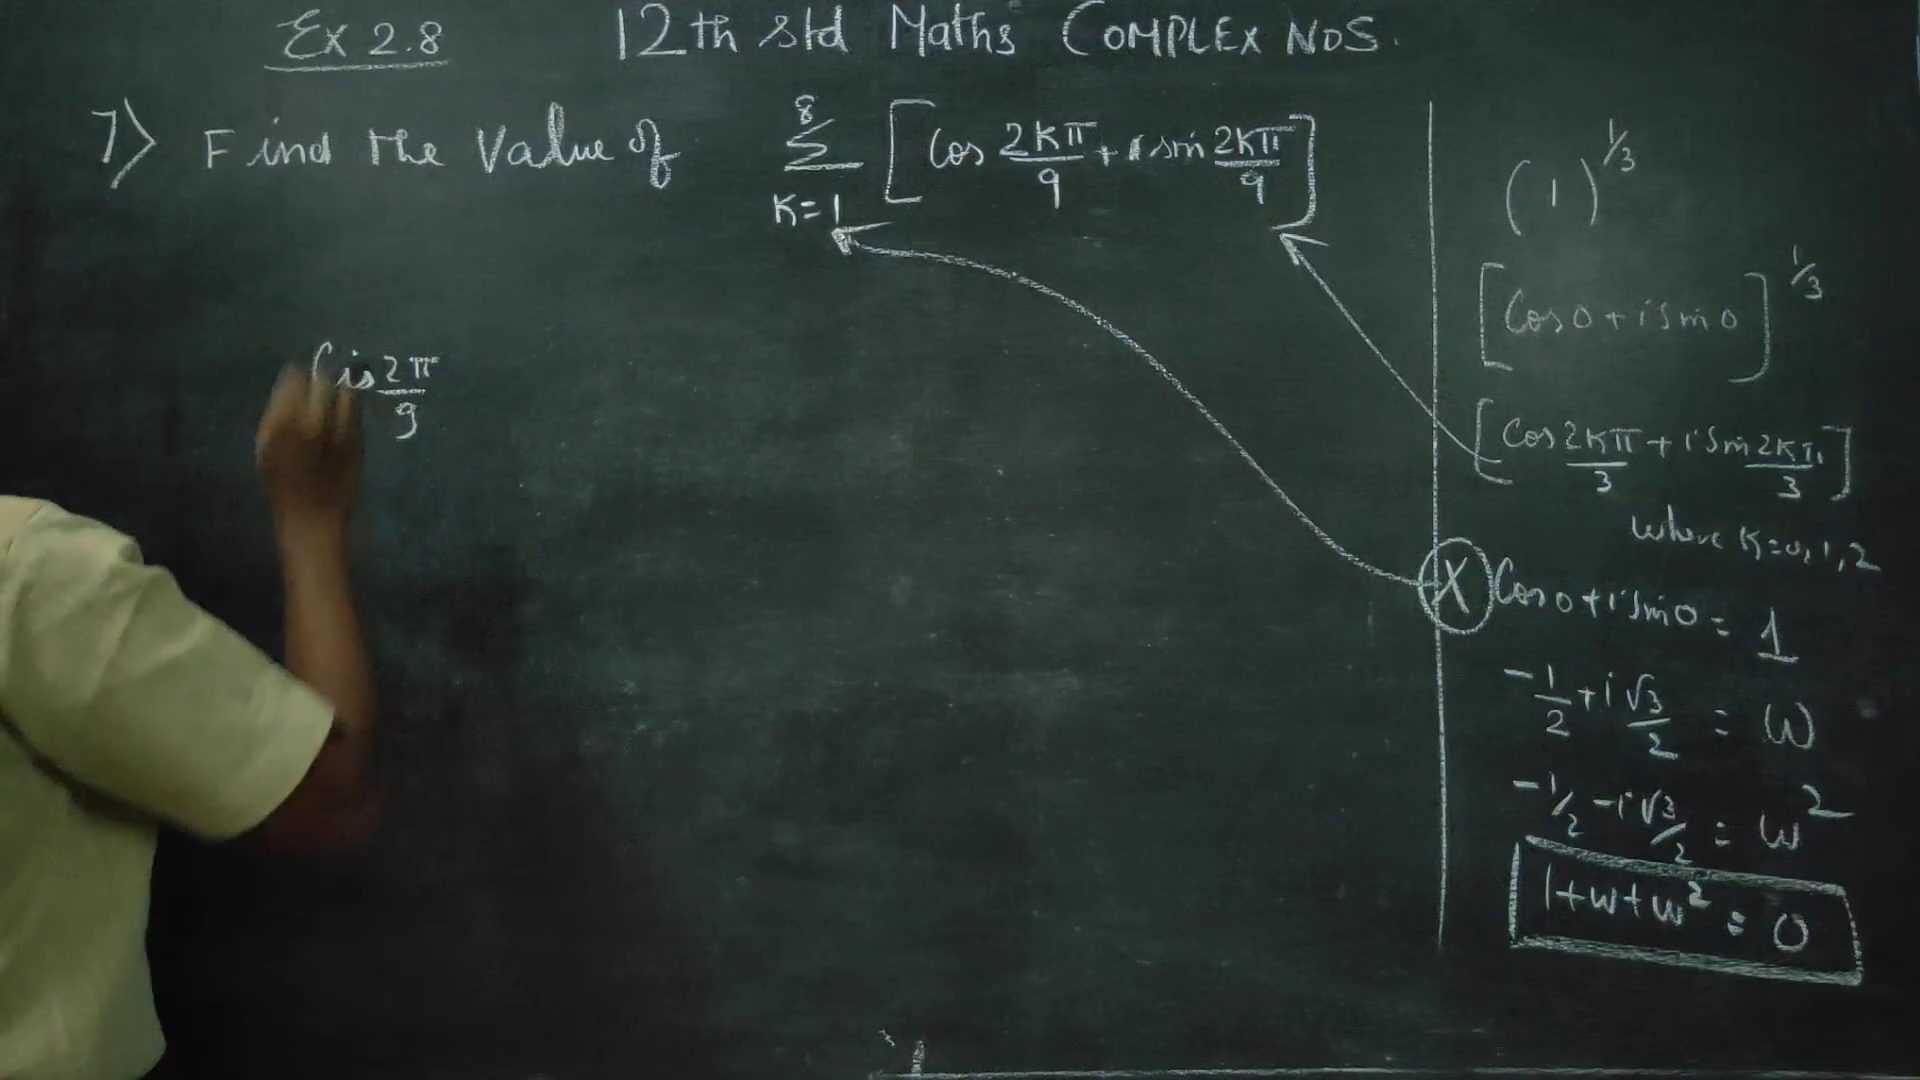 Ex 2.8 12th std Maths COMPLEX NOS.
7) Find the value of ∑_{K=1}^{8} [cos 2Kπ/9 + i sin 2Kπ/9]
Cis 2π/9
(1)^{1/3}
[cos 0 + i sin 0]^{1/3}
[cos 2Kπ/3 + i sin 2Kπ/3]
where K=0,1,2
X cos 0 + i sin 0 = 1
-1/2 + i √3/2 = ω
-1/2 - i √3/2 = ω²
1+ω+ω² = 0